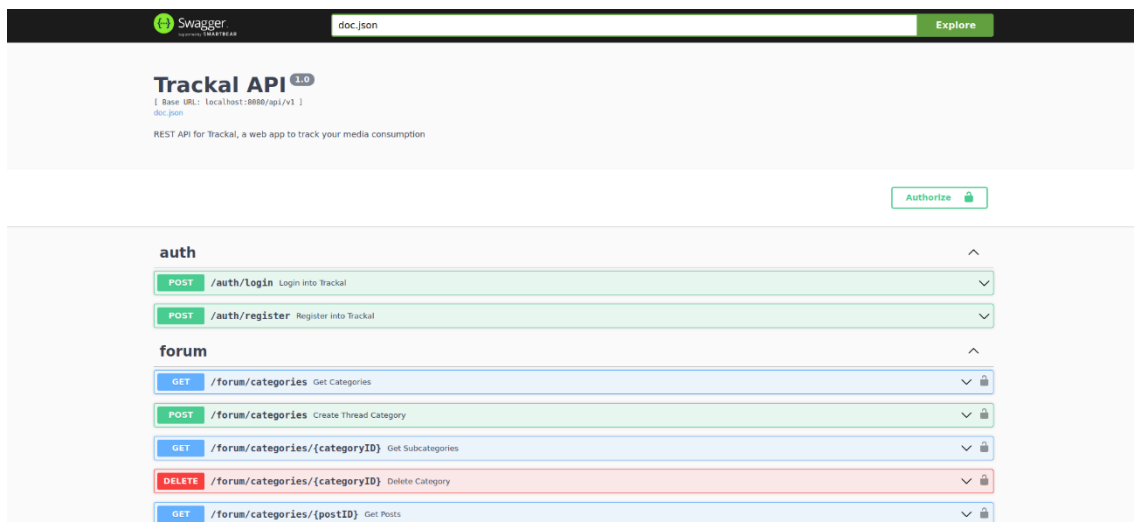 Swagger.
Supported by SMARTBEAR
doc.json
Explore
Trackal API 1.0
[ Base URL: localhost:8080/api/v1 ]
doc.json
REST API for Trackal, a web app to track your media consumption
Authorize
auth
POST /auth/login Login into Trackal
POST /auth/register Register into Trackal
forum
GET /forum/categories Get Categories
POST /forum/categories Create Thread Category
GET /forum/categories/{categoryID} Get Subcategories
DELETE /forum/categories/{categoryID} Delete Category
GET /forum/categories/{postID} Get Posts